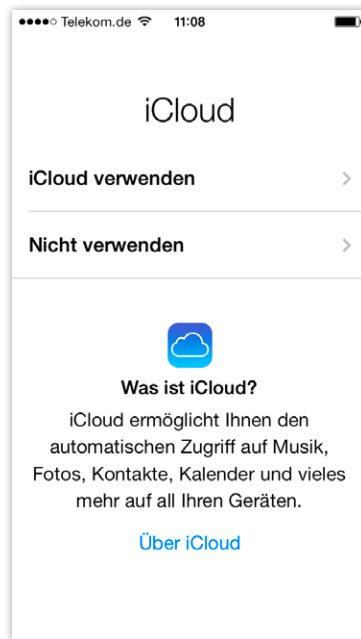 Telekom.de 11:08
iCloud
iCloud verwenden
Nicht verwenden
Was ist iCloud?
iCloud ermöglicht Ihnen den
automatischen Zugriff auf Musik,
Fotos, Kontakte, Kalender und vieles
mehr auf all Ihren Geräten.
Über iCloud